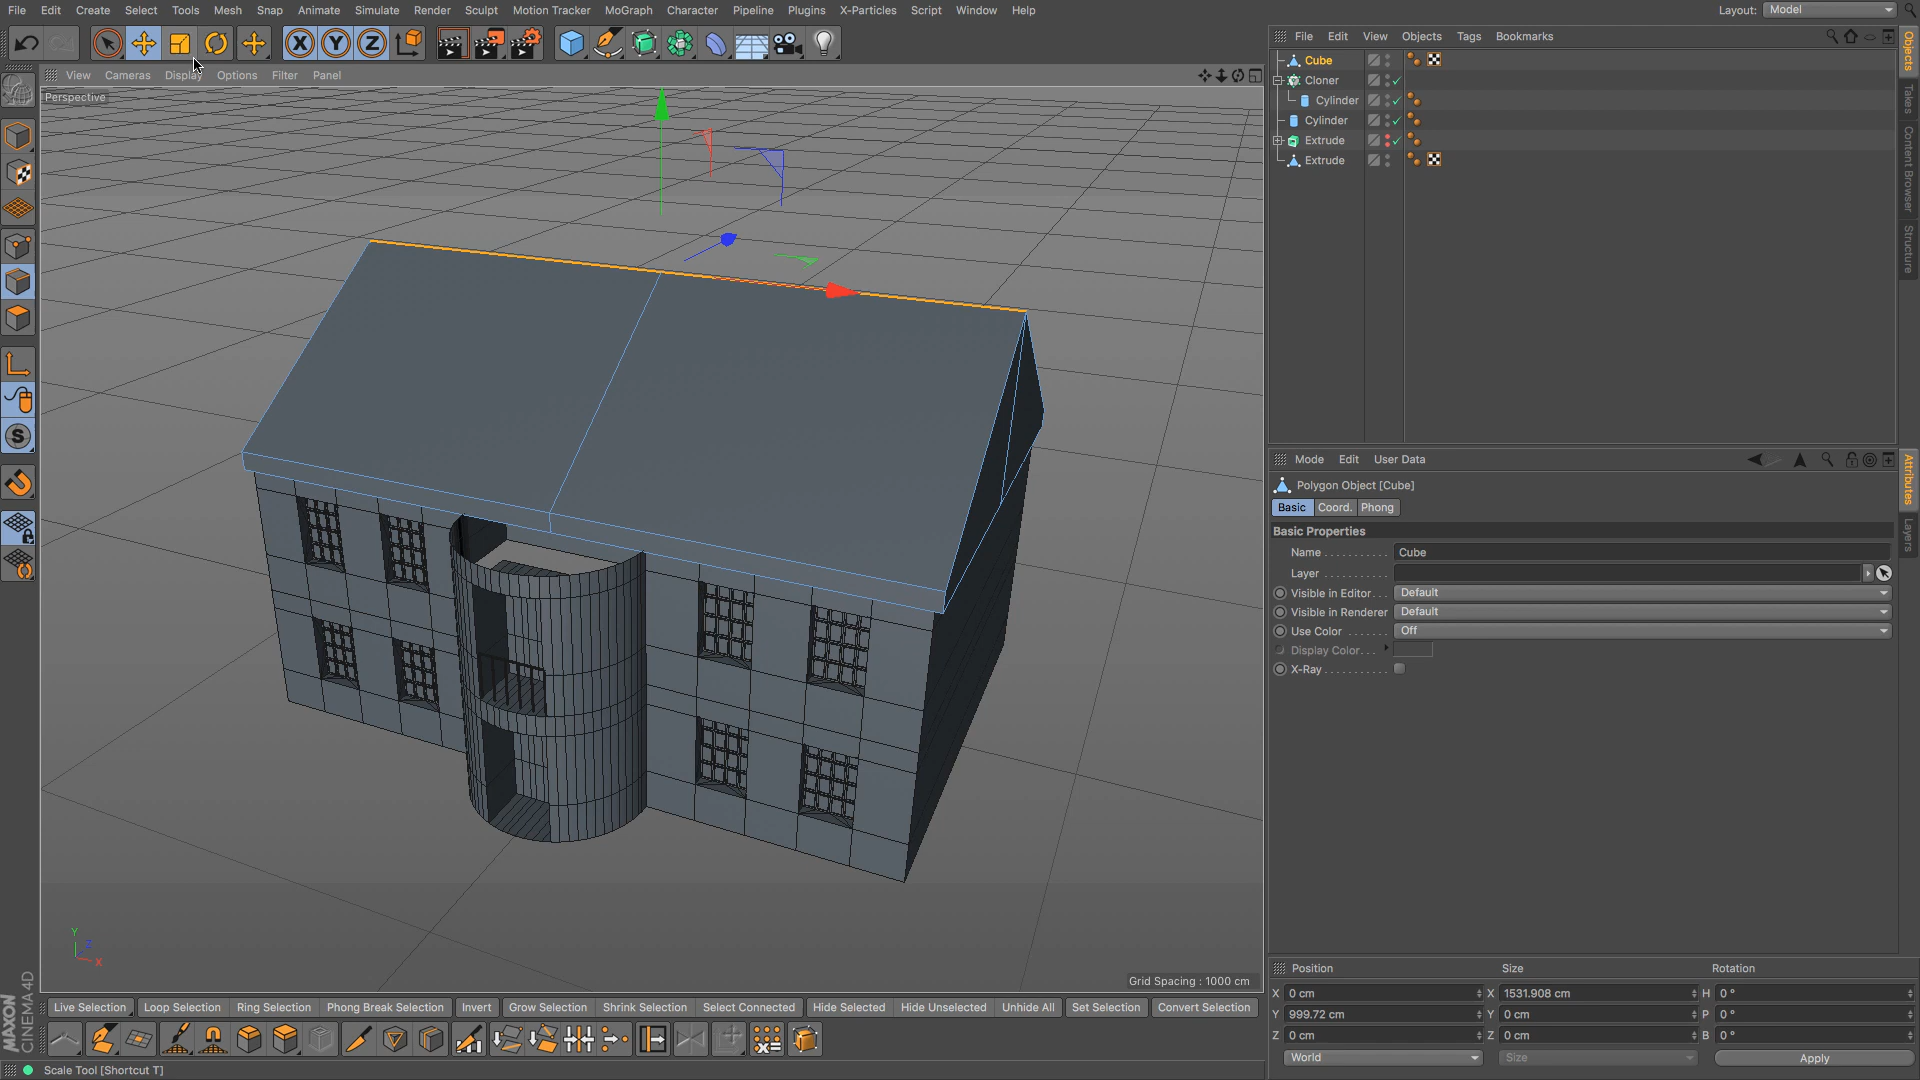 File Edit Create Select Tools Mesh Snap Animate Simulate Render Sculpt Motion Tracker MoGraph Character Pipeline Plugins X-Particles Script Window Help Layout: Model
File Edit View Objects Tags Bookmarks
View Cameras Display Options Filter Panel
Perspective
Cube
Cloner
Cylinder
Cylinder
Extrude
Extrude
Objects
Takes
Content Browser
Structure
Mode Edit User Data
Polygon Object [Cube]
Basic Coord. Phong
Basic Properties
Name Cube
Layer
Visible in Editor Default
Visible in Renderer Default
Use Color Off
Display Color
X-Ray
Attributes
Layers
Y
Z
X
Grid Spacing : 1000 cm
Position Size Rotation
X 0 cm X 1531.908 cm H 0 °
Y 999.72 cm Y 0 cm P 0 °
Z 0 cm Z 0 cm B 0 °
World Size Apply
Live Selection Loop Selection Ring Selection Phong Break Selection Invert Grow Selection Shrink Selection Select Connected Hide Selected Hide Unselected Unhide All Set Selection Convert Selection
MAXON
CINEMA 4D
Scale Tool [Shortcut T]